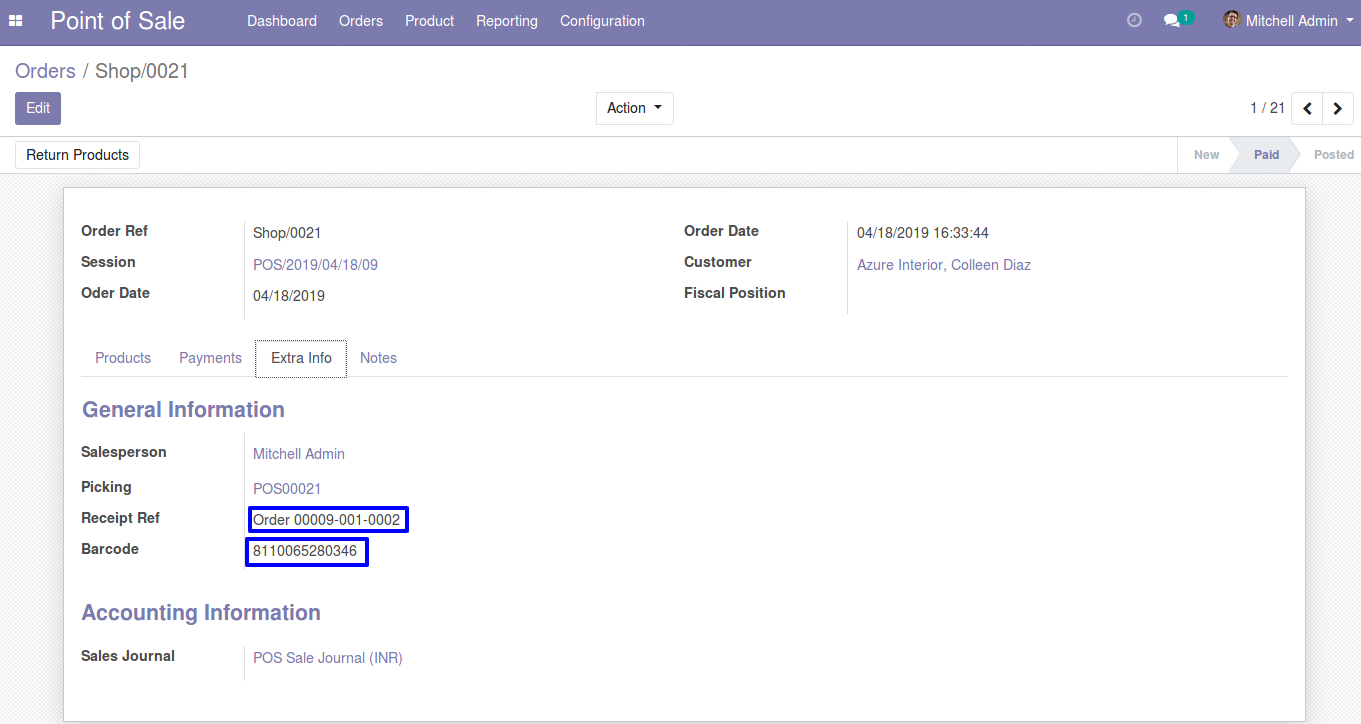 Point of Sale Dashboard Orders Product Reporting Configuration 1 Mitchell Admin
Orders / Shop/0021
Edit Action 1 / 21
Return Products New Paid Posted
Order Ref Shop/0021 Order Date 04/18/2019 16:33:44
Session POS/2019/04/18/09 Customer Azure Interior, Colleen Diaz
Oder Date 04/18/2019 Fiscal Position
Products Payments Extra Info Notes
General Information
Salesperson Mitchell Admin
Picking POS00021
Receipt Ref Order 00009-001-0002
Barcode 8110065280346
Accounting Information
Sales Journal POS Sale Journal (INR)